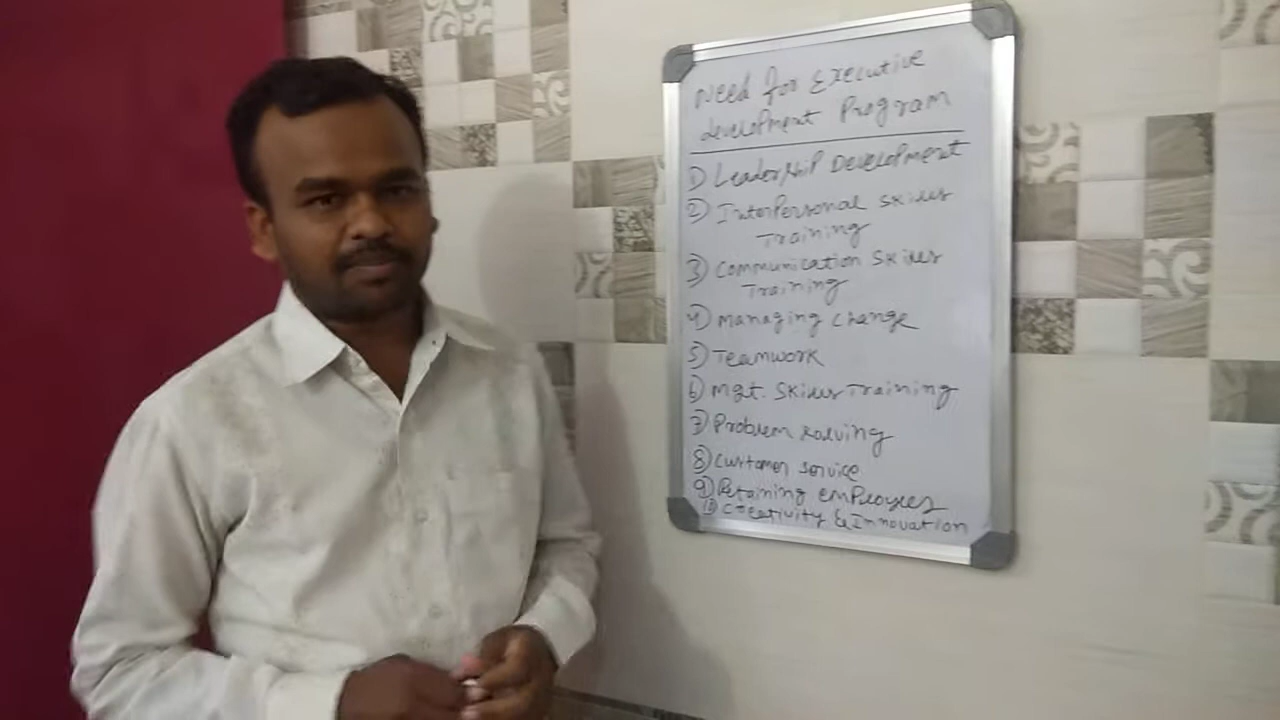 Need for Executive
development Program
1) Leadership Development
2) InterPersonal Skills
Training
3) Communication Skills
Training
4) Managing Change
5) Teamwork
6) Mgt. Skills Training
7) Problem solving
8) Customer service
9) Retaining employees
10) Creativity & Innovation